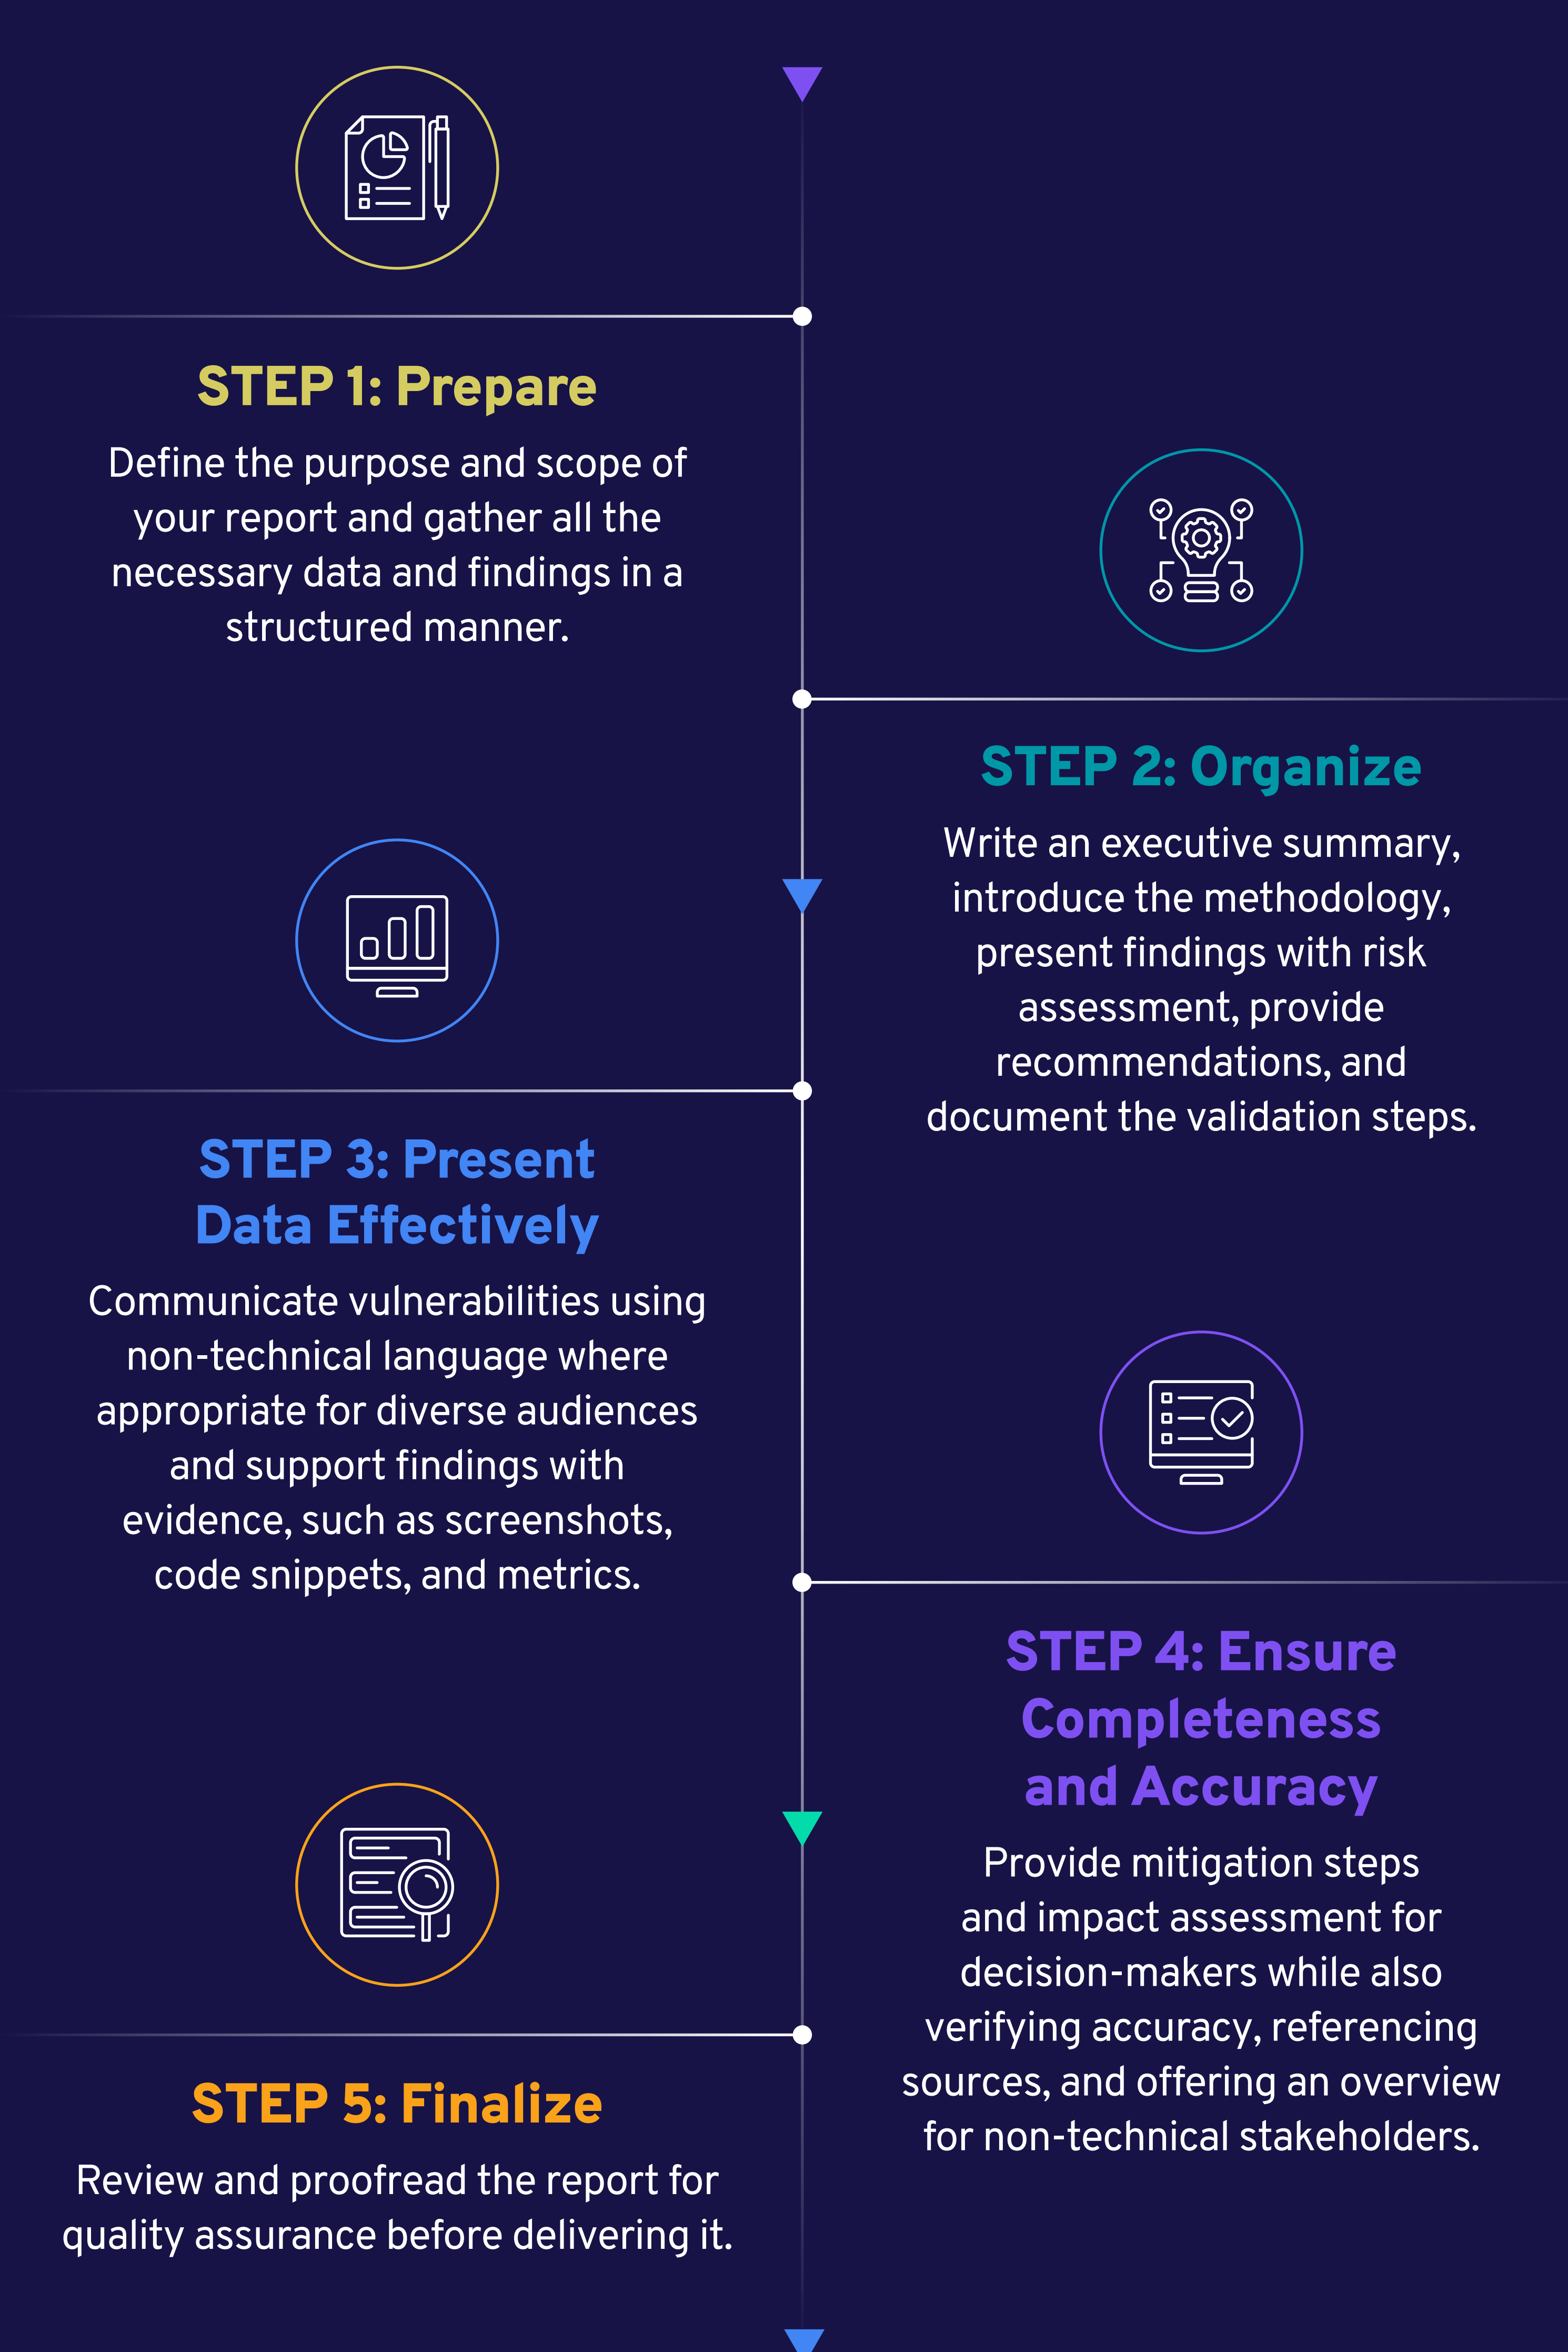 STEP 1: Prepare
Define the purpose and scope of
your report and gather all the
necessary data and findings in a
structured manner.
STEP 2: Organize
Write an executive summary,
introduce the methodology,
present findings with risk
assessment, provide
recommendations, and
document the validation steps.
STEP 3: Present
Data Effectively
Communicate vulnerabilities using
non-technical language where
appropriate for diverse audiences
and support findings with
evidence, such as screenshots,
code snippets, and metrics.
STEP 4: Ensure
Completeness
and Accuracy
Provide mitigation steps
and impact assessment for
decision-makers while also
verifying accuracy, referencing
sources, and offering an overview
for non-technical stakeholders.
STEP 5: Finalize
Review and proofread the report for
quality assurance before delivering it.